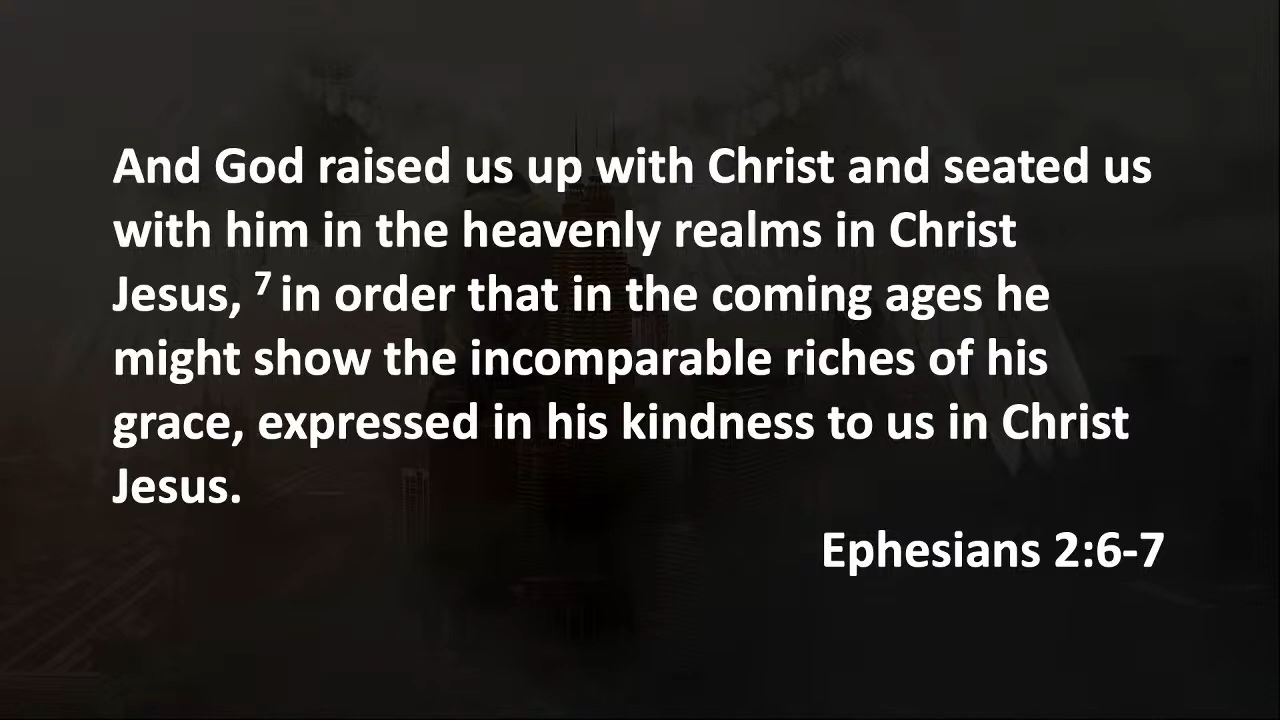 And God raised us up with Christ and seated us
with him in the heavenly realms in Christ
Jesus, ⁷ in order that in the coming ages he
might show the incomparable riches of his
grace, expressed in his kindness to us in Christ
Jesus.
Ephesians 2:6-7